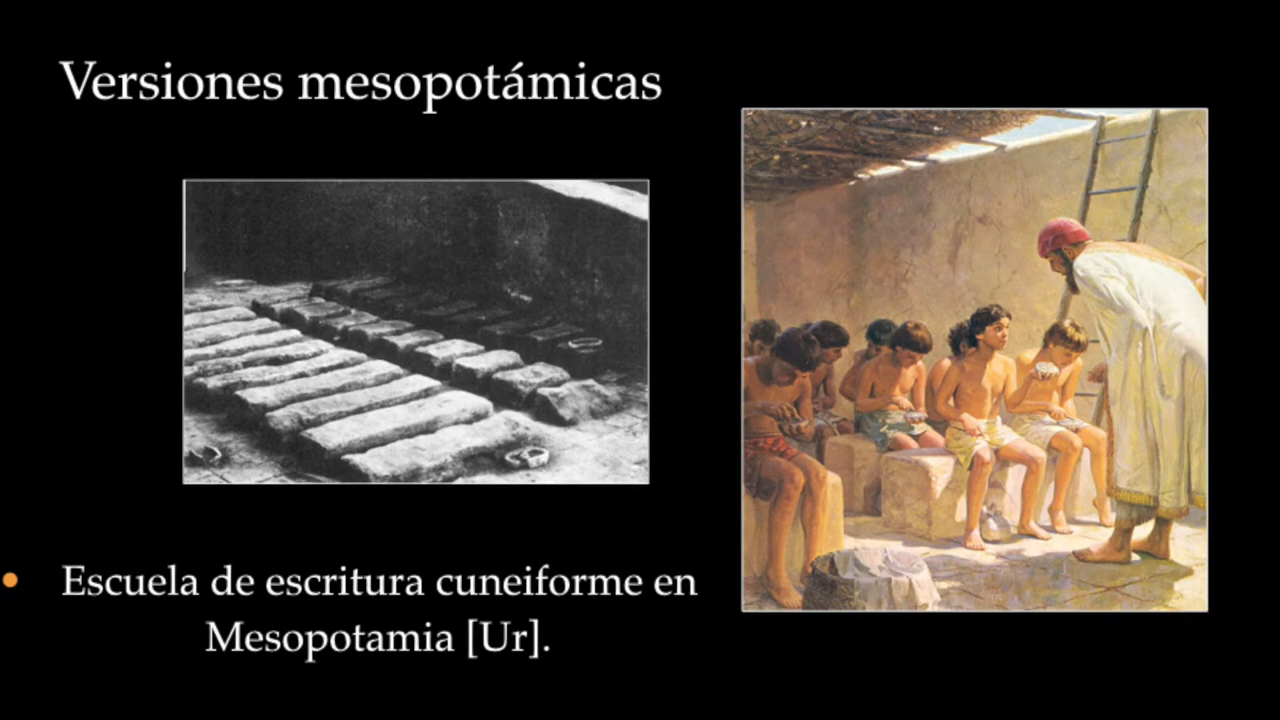 Versiones mesopotámicas
Escuela de escritura cuneiforme en
Mesopotamia [Ur].